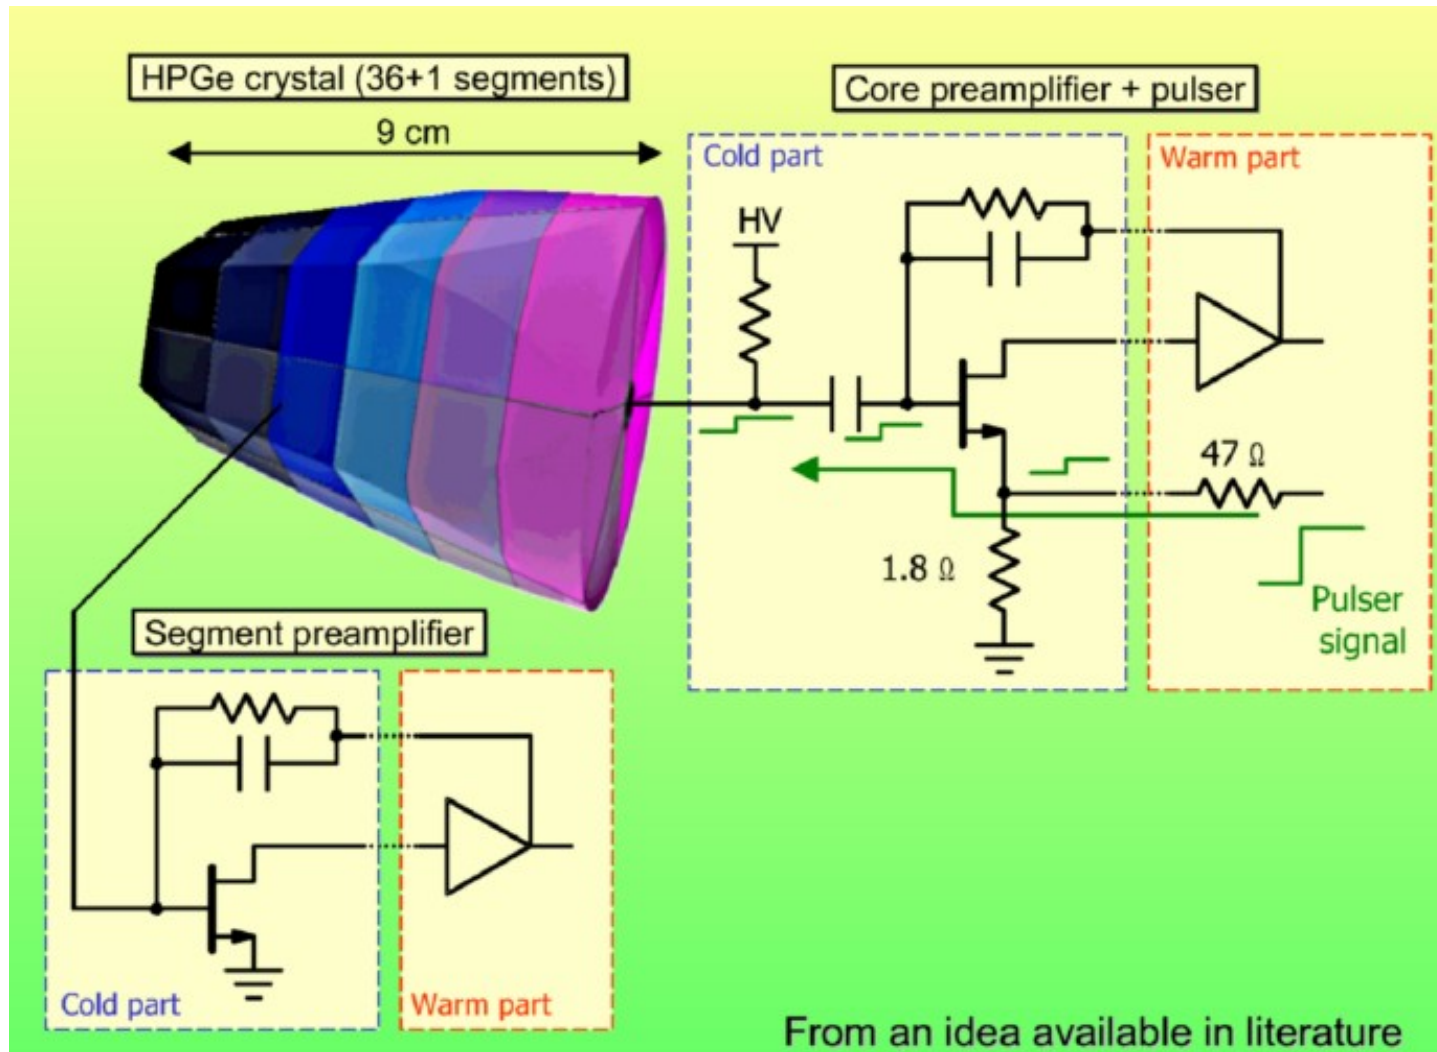 HPGe crystal (36+1 segments)
9 cm
Core preamplifier + pulser
Cold part
Warm part
HV
47 Ω
1.8 Ω
Pulser
signal
Segment preamplifier
Cold part
Warm part
From an idea available in literature